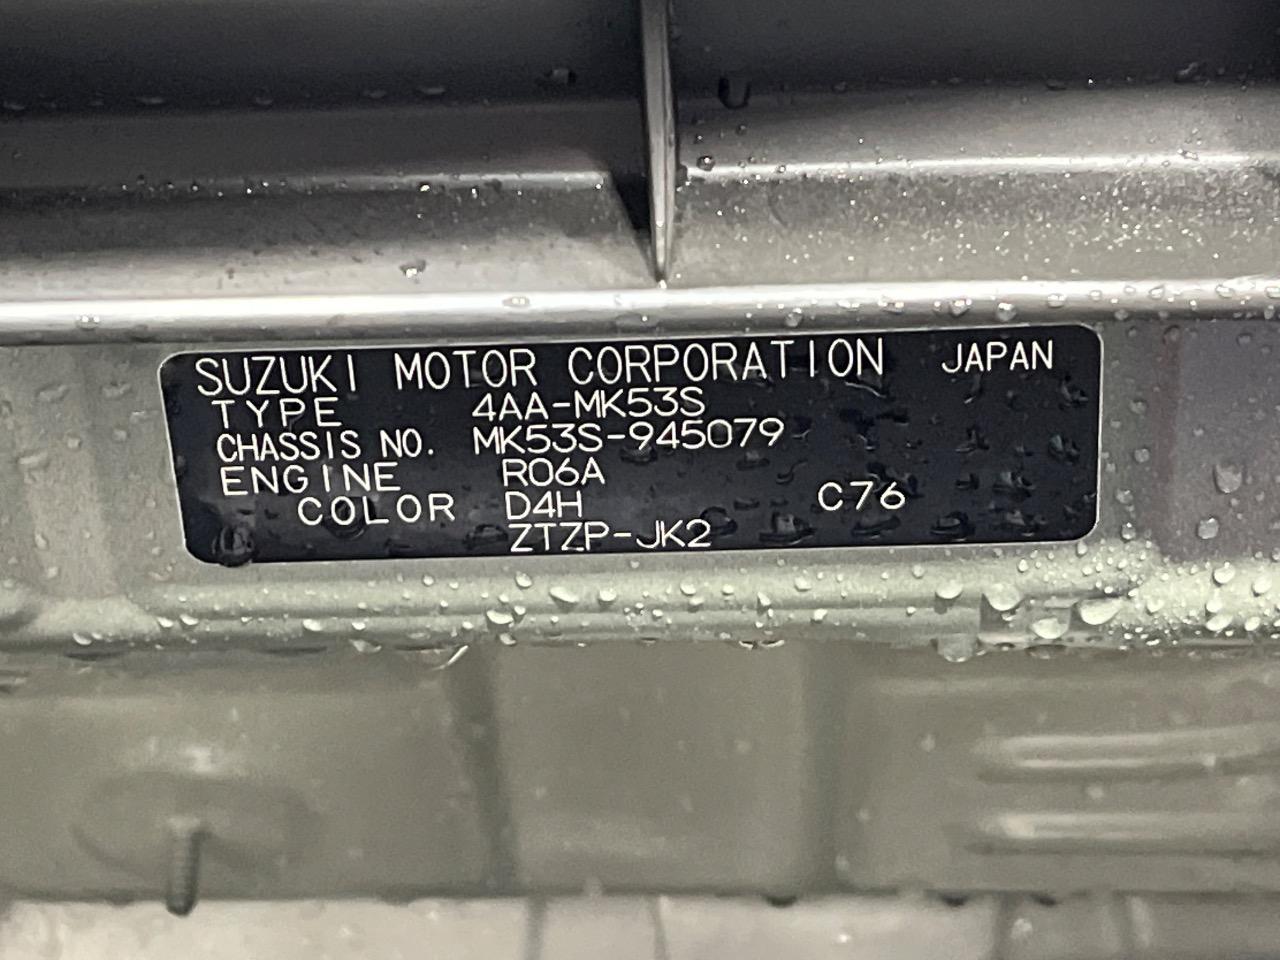 SUZUKI MOTOR CORPORATION JAPAN
TYPE 4AA-MK53S
CHASSIS NO. MK53S-945079
ENGINE R06A
COLOR D4H C76
ZTZP-JK2